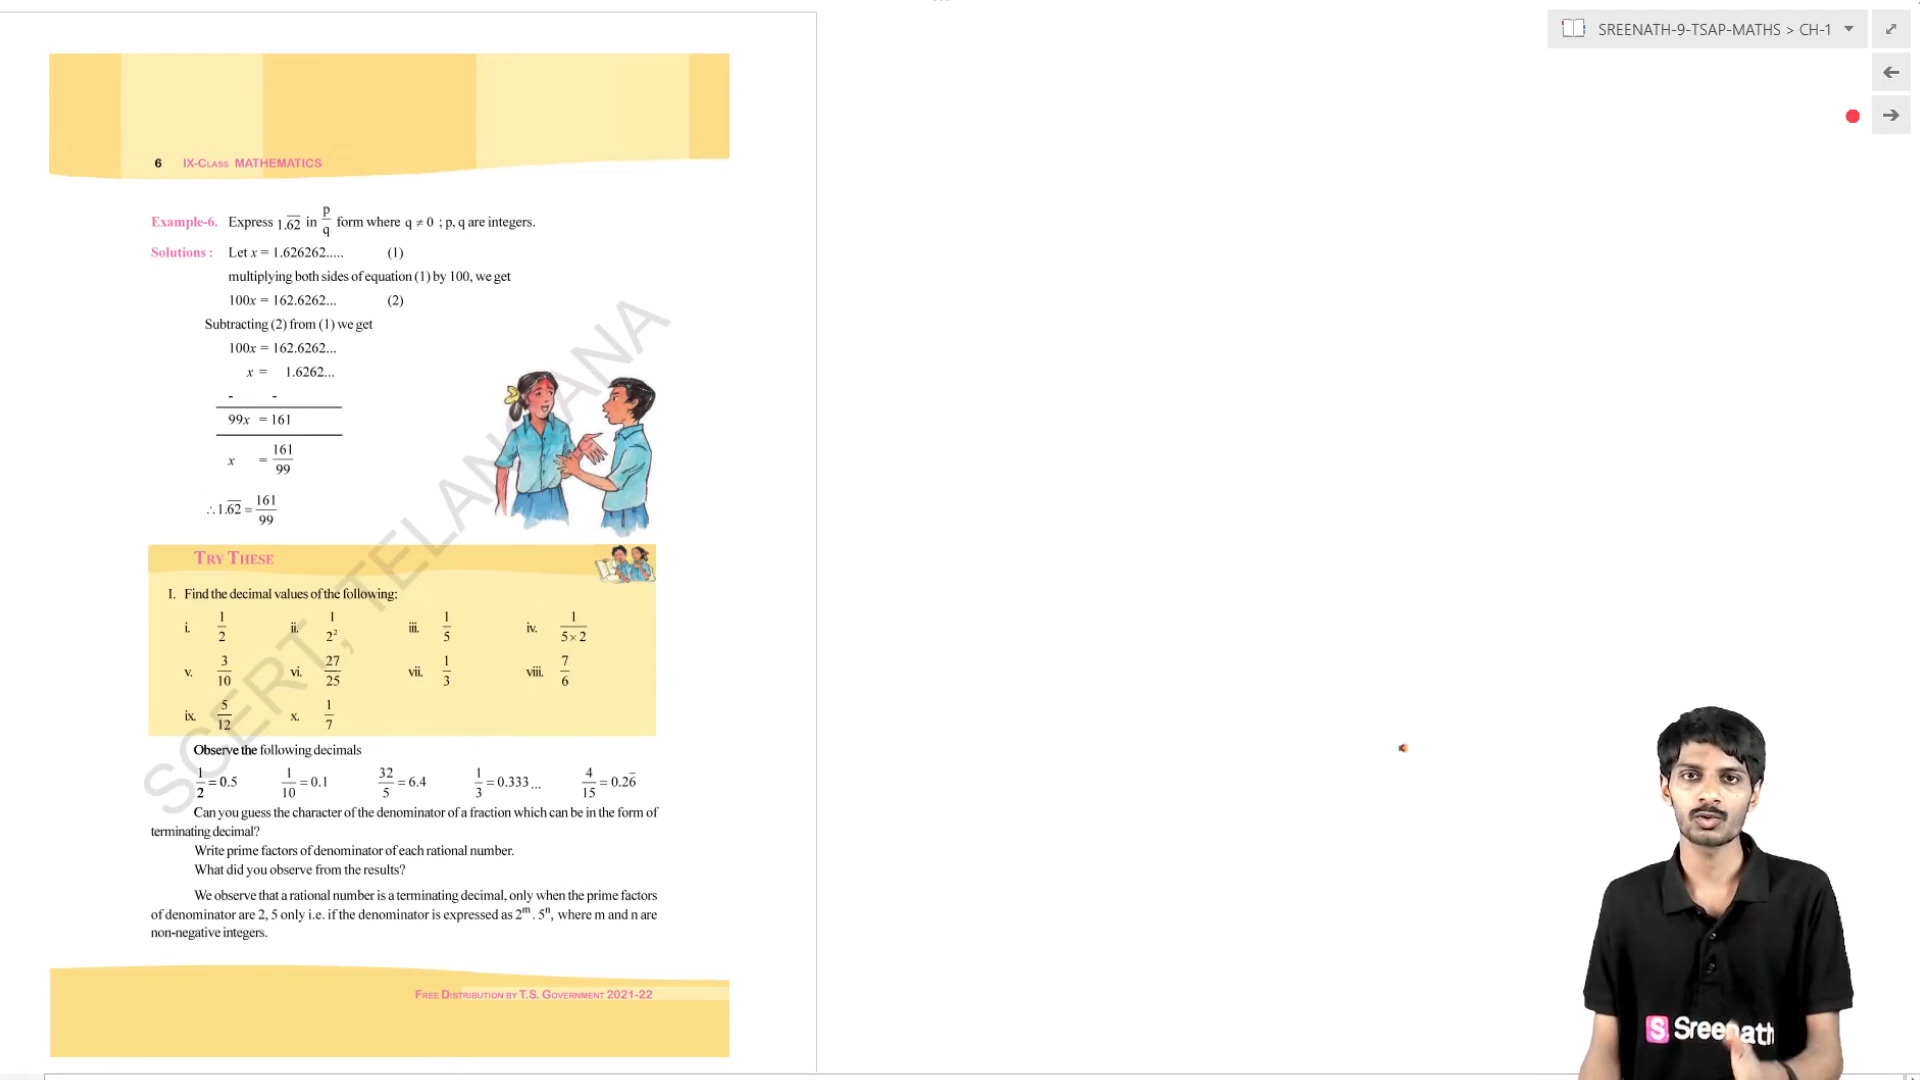 SREENATH-9-TSAP-MATHS > CH-1
6 IX-CLASS MATHEMATICS
Example-6. Express 1.6̅2̅ in p/q form where q ≠ 0 ; p, q are integers.
Solutions : Let x = 1.626262..... (1)
multiplying both sides of equation (1) by 100, we get
100x = 162.6262... (2)
Subtracting (2) from (1) we get
100x = 162.6262...
x = 1.6262...
- -
99x = 161
x = 161/99
∴ 1.6̅2̅ = 161/99
TRY THESE
I. Find the decimal values of the following:
i. 1/2 ii. 1/2² iii. 1/5 iv. 1/5×2
v. 3/10 vi. 27/25 vii. 1/3 viii. 7/6
ix. 5/12 x. 1/7
Observe the following decimals
1/2 = 0.5 1/10 = 0.1 32/5 = 6.4 1/3 = 0.333... 4/15 = 0.26̅
Can you guess the character of the denominator of a fraction which can be in the form of
terminating decimal?
Write prime factors of denominator of each rational number.
What did you observe from the results?
We observe that a rational number is a terminating decimal, only when the prime factors
of denominator are 2, 5 only i.e. if the denominator is expressed as 2ᵐ . 5ⁿ, where m and n are
non-negative integers.
FREE DISTRIBUTION BY T.S. GOVERNMENT 2021-22
SCERT, TELANGANA
S Sreenath